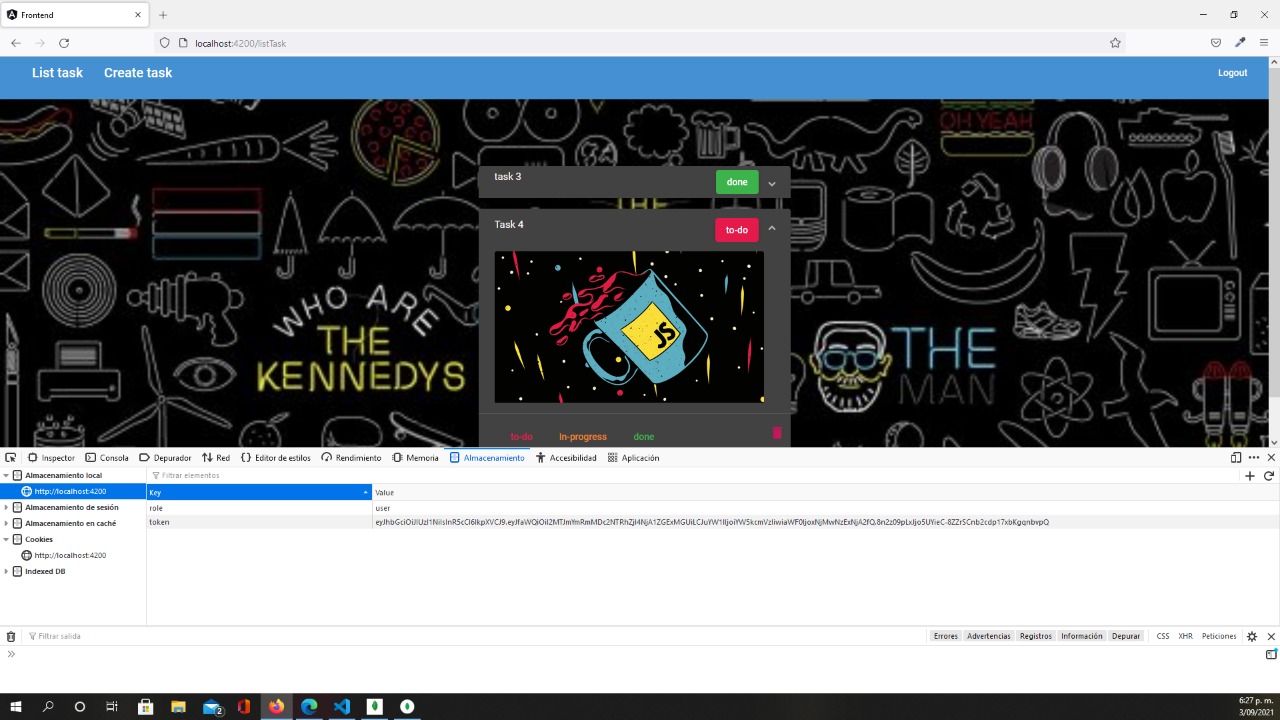 Frontend
localhost:4200/listTask
List task
Create task
Logout
OH YEAH
task 3
done
Task 4
to-do
JS
WHO ARE
THE
KENNEDYS
THE
MAN
to-do
In-progress
done
Inspector
Consola
Depurador
Red
Editor de estilos
Rendimiento
Memoria
Almacenamiento
Accesibilidad
Aplicación
Almacenamiento local
http://localhost:4200
Almacenamiento de sesión
Almacenamiento en caché
Cookies
http://localhost:4200
Indexed DB
Filtrar elementos
Key
Value
role
user
token
Filtrar salida
Errores
Advertencias
Registros
Información
Depurar
CSS
XHR
Peticiones
2
6:27 p. m.
3/09/2021